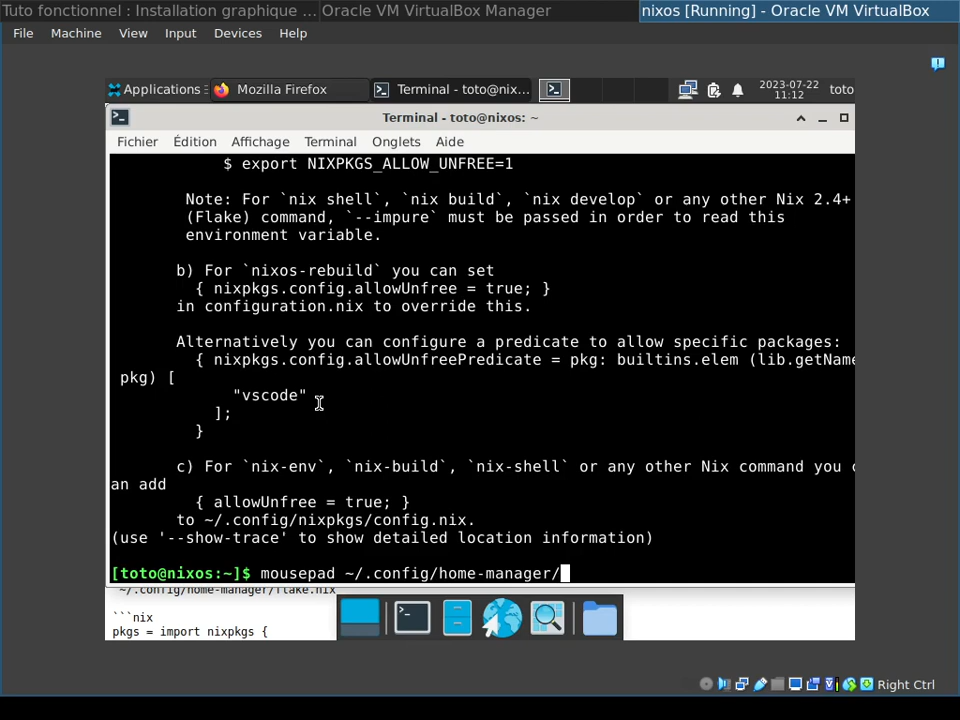 Tuto fonctionnel : Installation graphique ... Oracle VM VirtualBox Manager nixos [Running] - Oracle VM VirtualBox
File Machine View Input Devices Help
Applications Mozilla Firefox Terminal - toto@nix... 2023-07-22 toto
11:12
Terminal - toto@nixos: ~
Fichier Édition Affichage Terminal Onglets Aide
$ export NIXPKGS_ALLOW_UNFREE=1
Note: For `nix shell`, `nix build`, `nix develop` or any other Nix 2.4+
(Flake) command, `--impure` must be passed in order to read this
environment variable.
b) For `nixos-rebuild` you can set
{ nixpkgs.config.allowUnfree = true; }
in configuration.nix to override this.
Alternatively you can configure a predicate to allow specific packages:
{ nixpkgs.config.allowUnfreePredicate = pkg: builtins.elem (lib.getName
pkg) [
"vscode"
];
}
c) For `nix-env`, `nix-build`, `nix-shell` or any other Nix command you c
an add
{ allowUnfree = true; }
to ~/.config/nixpkgs/config.nix.
(use '--show-trace' to show detailed location information)
[toto@nixos:~]$ mousepad ~/.config/home-manager/
~/.config/home-manager/flake.nix
```nix
pkgs = import nixpkgs {
Right Ctrl